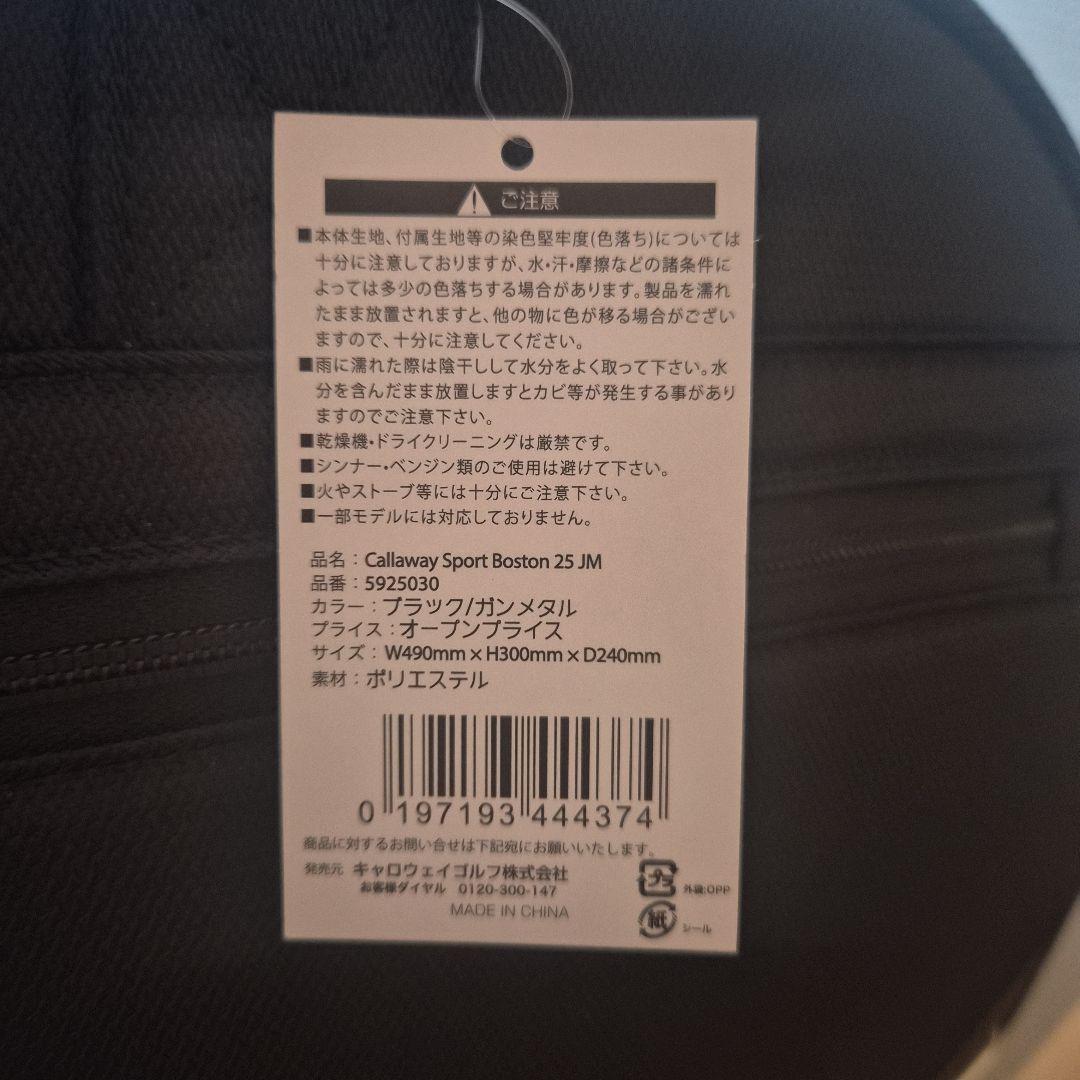 ご注意
■本体生地、付属生地等の染色堅牢度(色落ち)については
十分に注意しておりますが、水・汗・摩擦などの諸条件に
よっては多少の色落ちする場合があります。製品を濡れ
たまま放置されますと、他の物に色が移る場合がござい
ますので、十分に注意してください。
■雨に濡れた際は陰干しして水分をよく取って下さい。水
分を含んだまま放置しますとカビ等が発生する事があり
ますのでご注意下さい。
■乾燥機・ドライクリーニングは厳禁です。
■シンナー・ベンジン類のご使用は避けて下さい。
■火やストーブ等には十分にご注意下さい。
■一部モデルには対応しておりません。
品名：Callaway Sport Boston 25 JM
品番：5925030
カラー：ブラック/ガンメタル
プライス：オープンプライス
サイズ：W490mm×H300mm×D240mm
素材：ポリエステル
0 197193 444374
商品に対するお問い合せは下記宛にお願いいたします。
発売元 キャロウェイゴルフ株式会社
お客様ダイヤル 0120-300-147
MADE IN CHINA
プラ 外袋:OPP
紙 シール